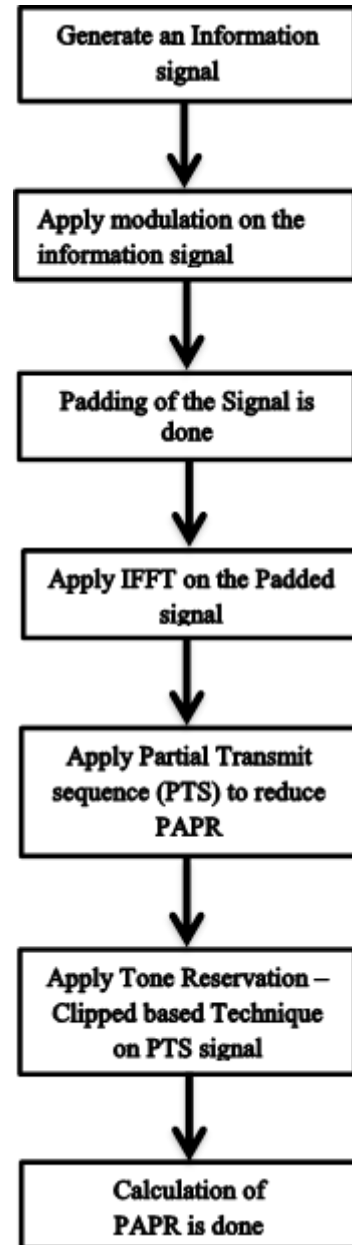 Generate an Information
signal
Apply modulation on the
information signal
Padding of the Signal is
done
Apply IFFT on the Padded
signal
Apply Partial Transmit
sequence (PTS) to reduce
PAPR
Apply Tone Reservation –
Clipped based Technique
on PTS signal
Calculation of
PAPR is done